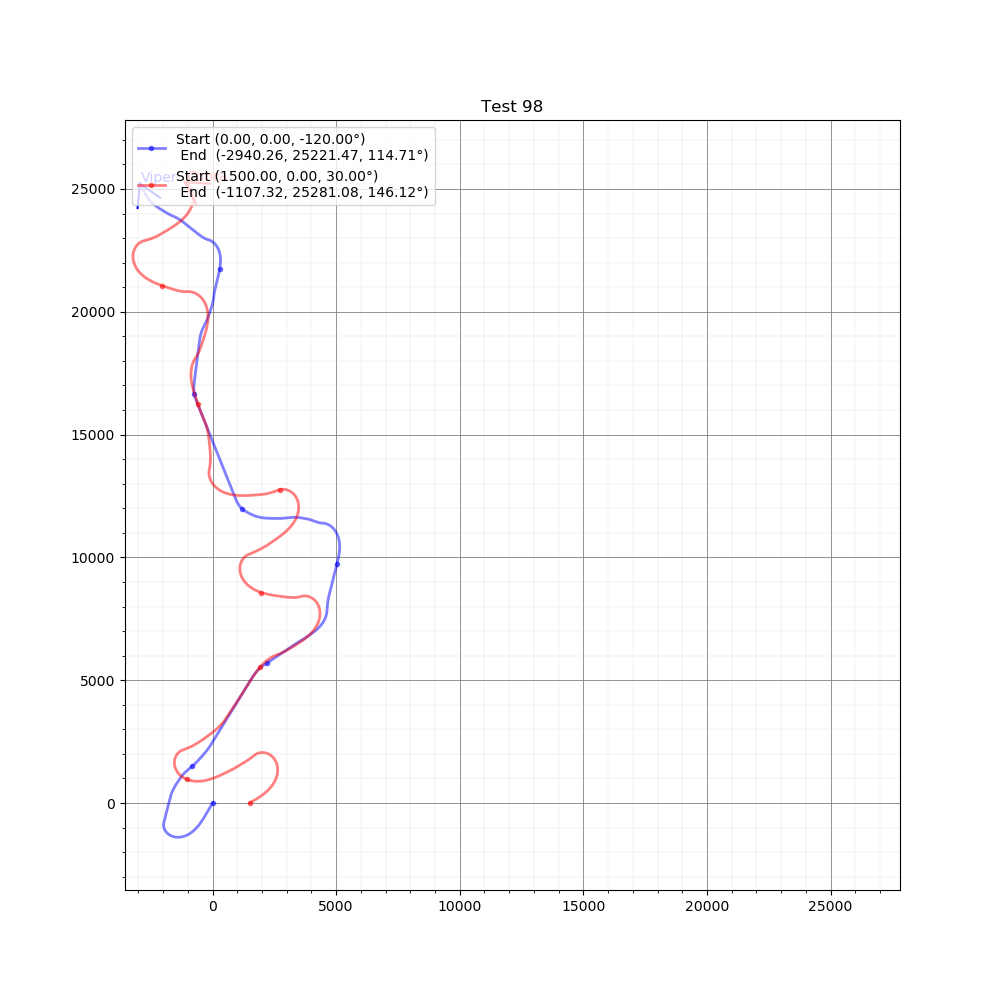 Test 98
Start (0.00, 0.00, -120.00°)
End (-2940.26, 25221.47, 114.71°)
Start (1500.00, 0.00, 30.00°)
End (-1107.32, 25281.08, 146.12°)
Viper
25000
20000
15000
10000
5000
0
0 5000 10000 15000 20000 25000